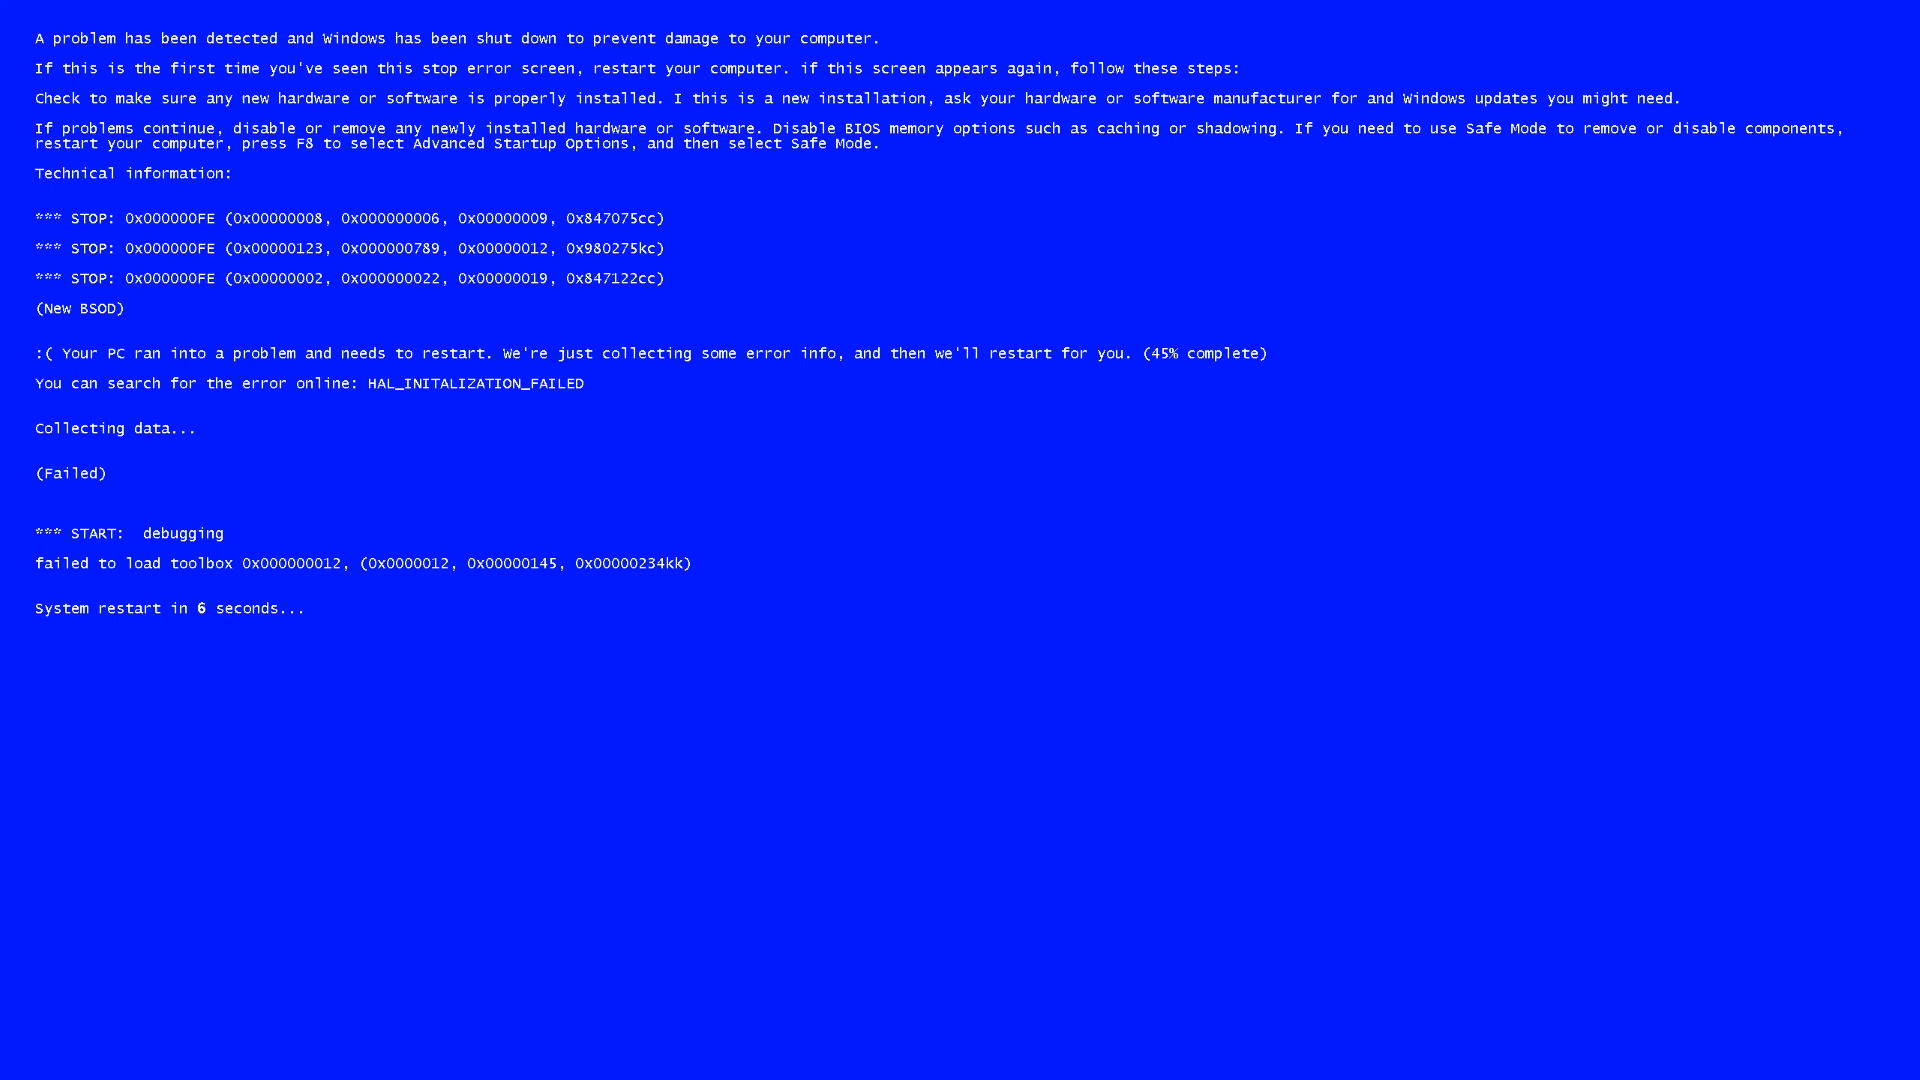 A problem has been detected and Windows has been shut down to prevent damage to your computer.
If this is the first time you've seen this stop error screen, restart your computer. if this screen appears again, follow these steps:
Check to make sure any new hardware or software is properly installed. I this is a new installation, ask your hardware or software manufacturer for and Windows updates you might need.
If problems continue, disable or remove any newly installed hardware or software. Disable BIOS memory options such as caching or shadowing. If you need to use Safe Mode to remove or disable components,
restart your computer, press F8 to select Advanced Startup Options, and then select Safe Mode.
Technical information:
*** STOP: 0x000000FE (0x00000008, 0x000000006, 0x00000009, 0x847075cc)
*** STOP: 0x000000FE (0x00000123, 0x000000789, 0x00000012, 0x980275kc)
*** STOP: 0x000000FE (0x00000002, 0x000000022, 0x00000019, 0x847122cc)
(New BSOD)
:( Your PC ran into a problem and needs to restart. We're just collecting some error info, and then we'll restart for you. (45% complete)
You can search for the error online: HAL_INITALIZATION_FAILED
Collecting data...
(Failed)
*** START:  debugging
failed to load toolbox 0x000000012, (0x0000012, 0x00000145, 0x00000234kk)
System restart in 6 seconds...